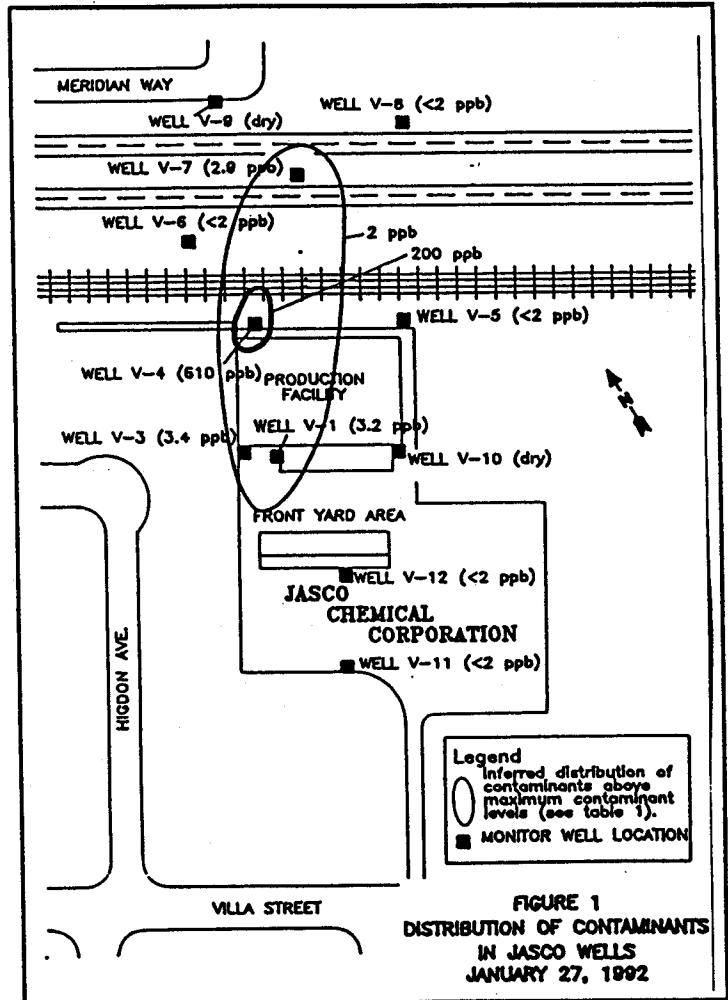 MERIDIAN WAY
WELL V-8 (<2 ppb)
WELL V-9 (dry)
WELL V-7 (2.9 ppb)
WELL V-6 (<2 ppb)
2 ppb
200 ppb
WELL V-5 (<2 ppb)
WELL V-4 (610 ppb)
PRODUCTION
FACILITY
WELL V-1 (3.2 ppb)
WELL V-3 (3.4 ppb)
WELL V-10 (dry)
FRONT YARD AREA
WELL V-12 (<2 ppb)
JASCO
CHEMICAL
CORPORATION
WELL V-11 (<2 ppb)
HIGDON AVE.
N
Legend
Inferred distribution of
contaminants above
maximum contaminant
levels (see table 1).
MONITOR WELL LOCATION
VILLA STREET
FIGURE 1
DISTRIBUTION OF CONTAMINANTS
IN JASCO WELLS
JANUARY 27, 1992